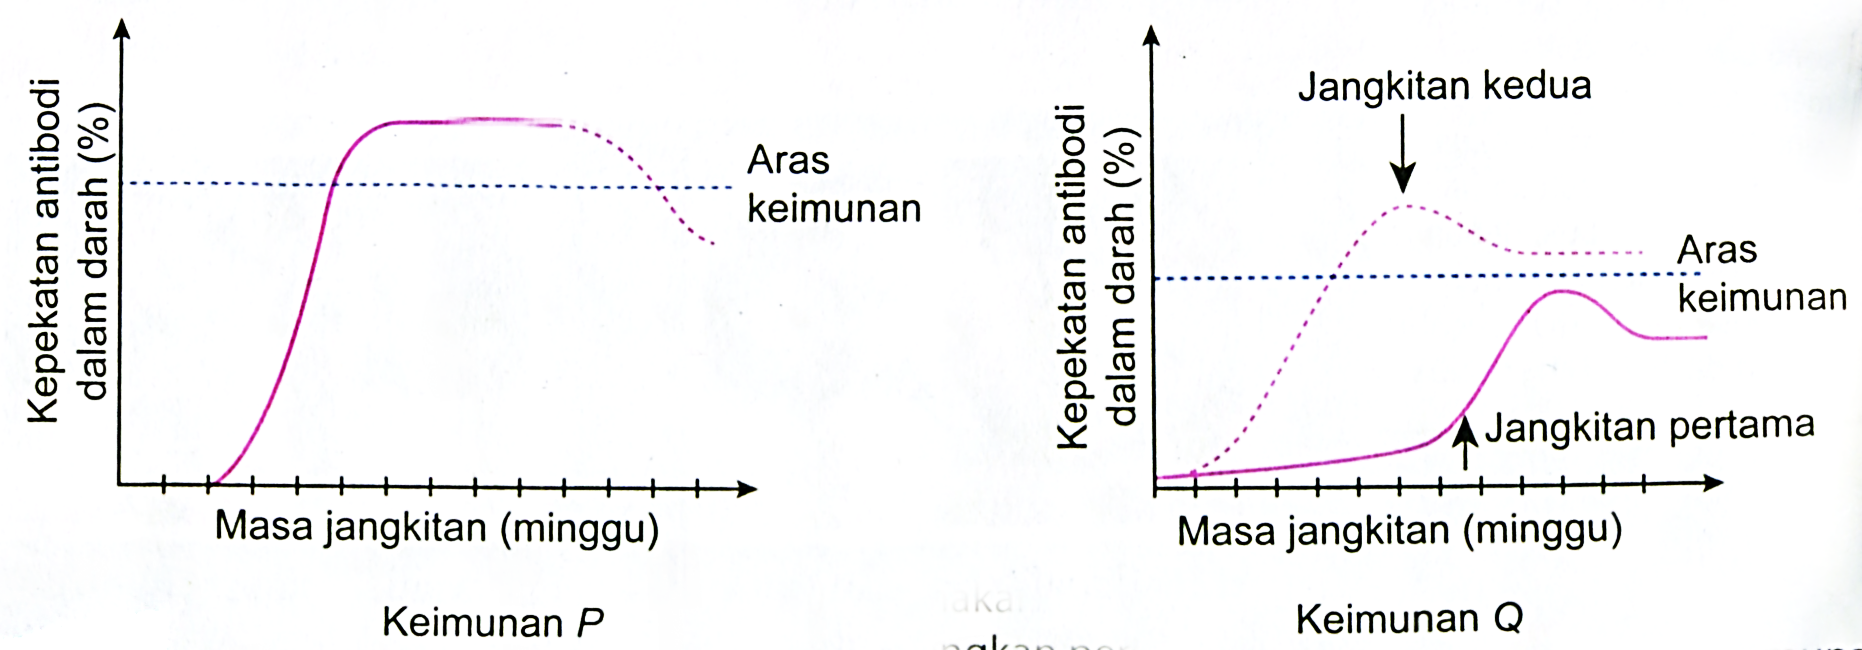 Kepekatan antibodi
dalam darah (%)
Aras
keimunan
Masa jangkitan (minggu)
Keimunan P
Kepekatan antibodi
dalam darah (%)
Jangkitan kedua
Aras
keimunan
Jangkitan pertama
Masa jangkitan (minggu)
Keimunan Q